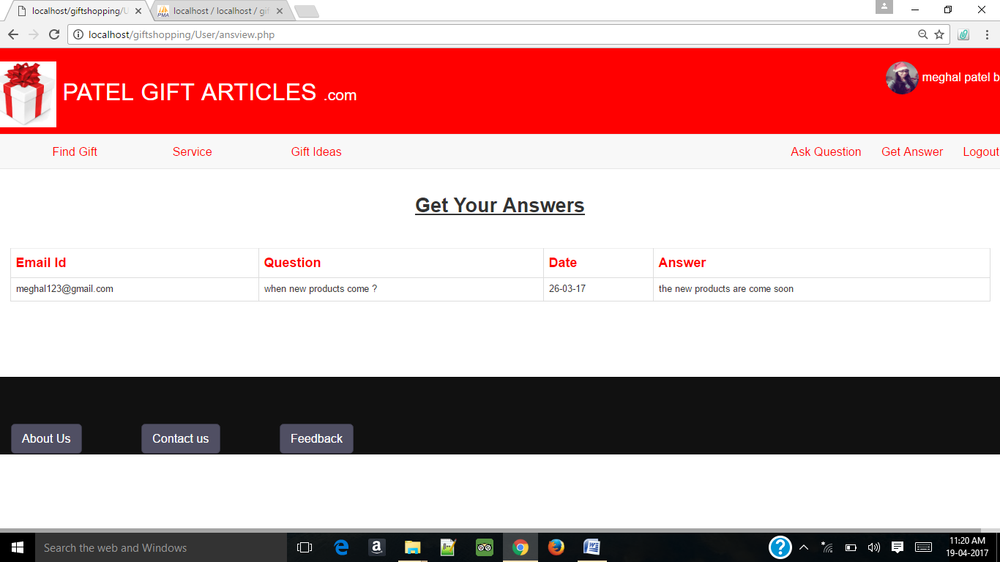 localhost/giftshopping/U
localhost / localhost / gif
localhost/giftshopping/User/ansview.php
PATEL GIFT ARTICLES .com
meghal patel b
Find Gift
Service
Gift Ideas
Ask Question
Get Answer
Logout
Get Your Answers
Email Id Question Date Answer
meghal123@gmail.com when new products come ? 26-03-17 the new products are come soon
About Us
Contact us
Feedback
Search the web and Windows
11:20 AM
19-04-2017